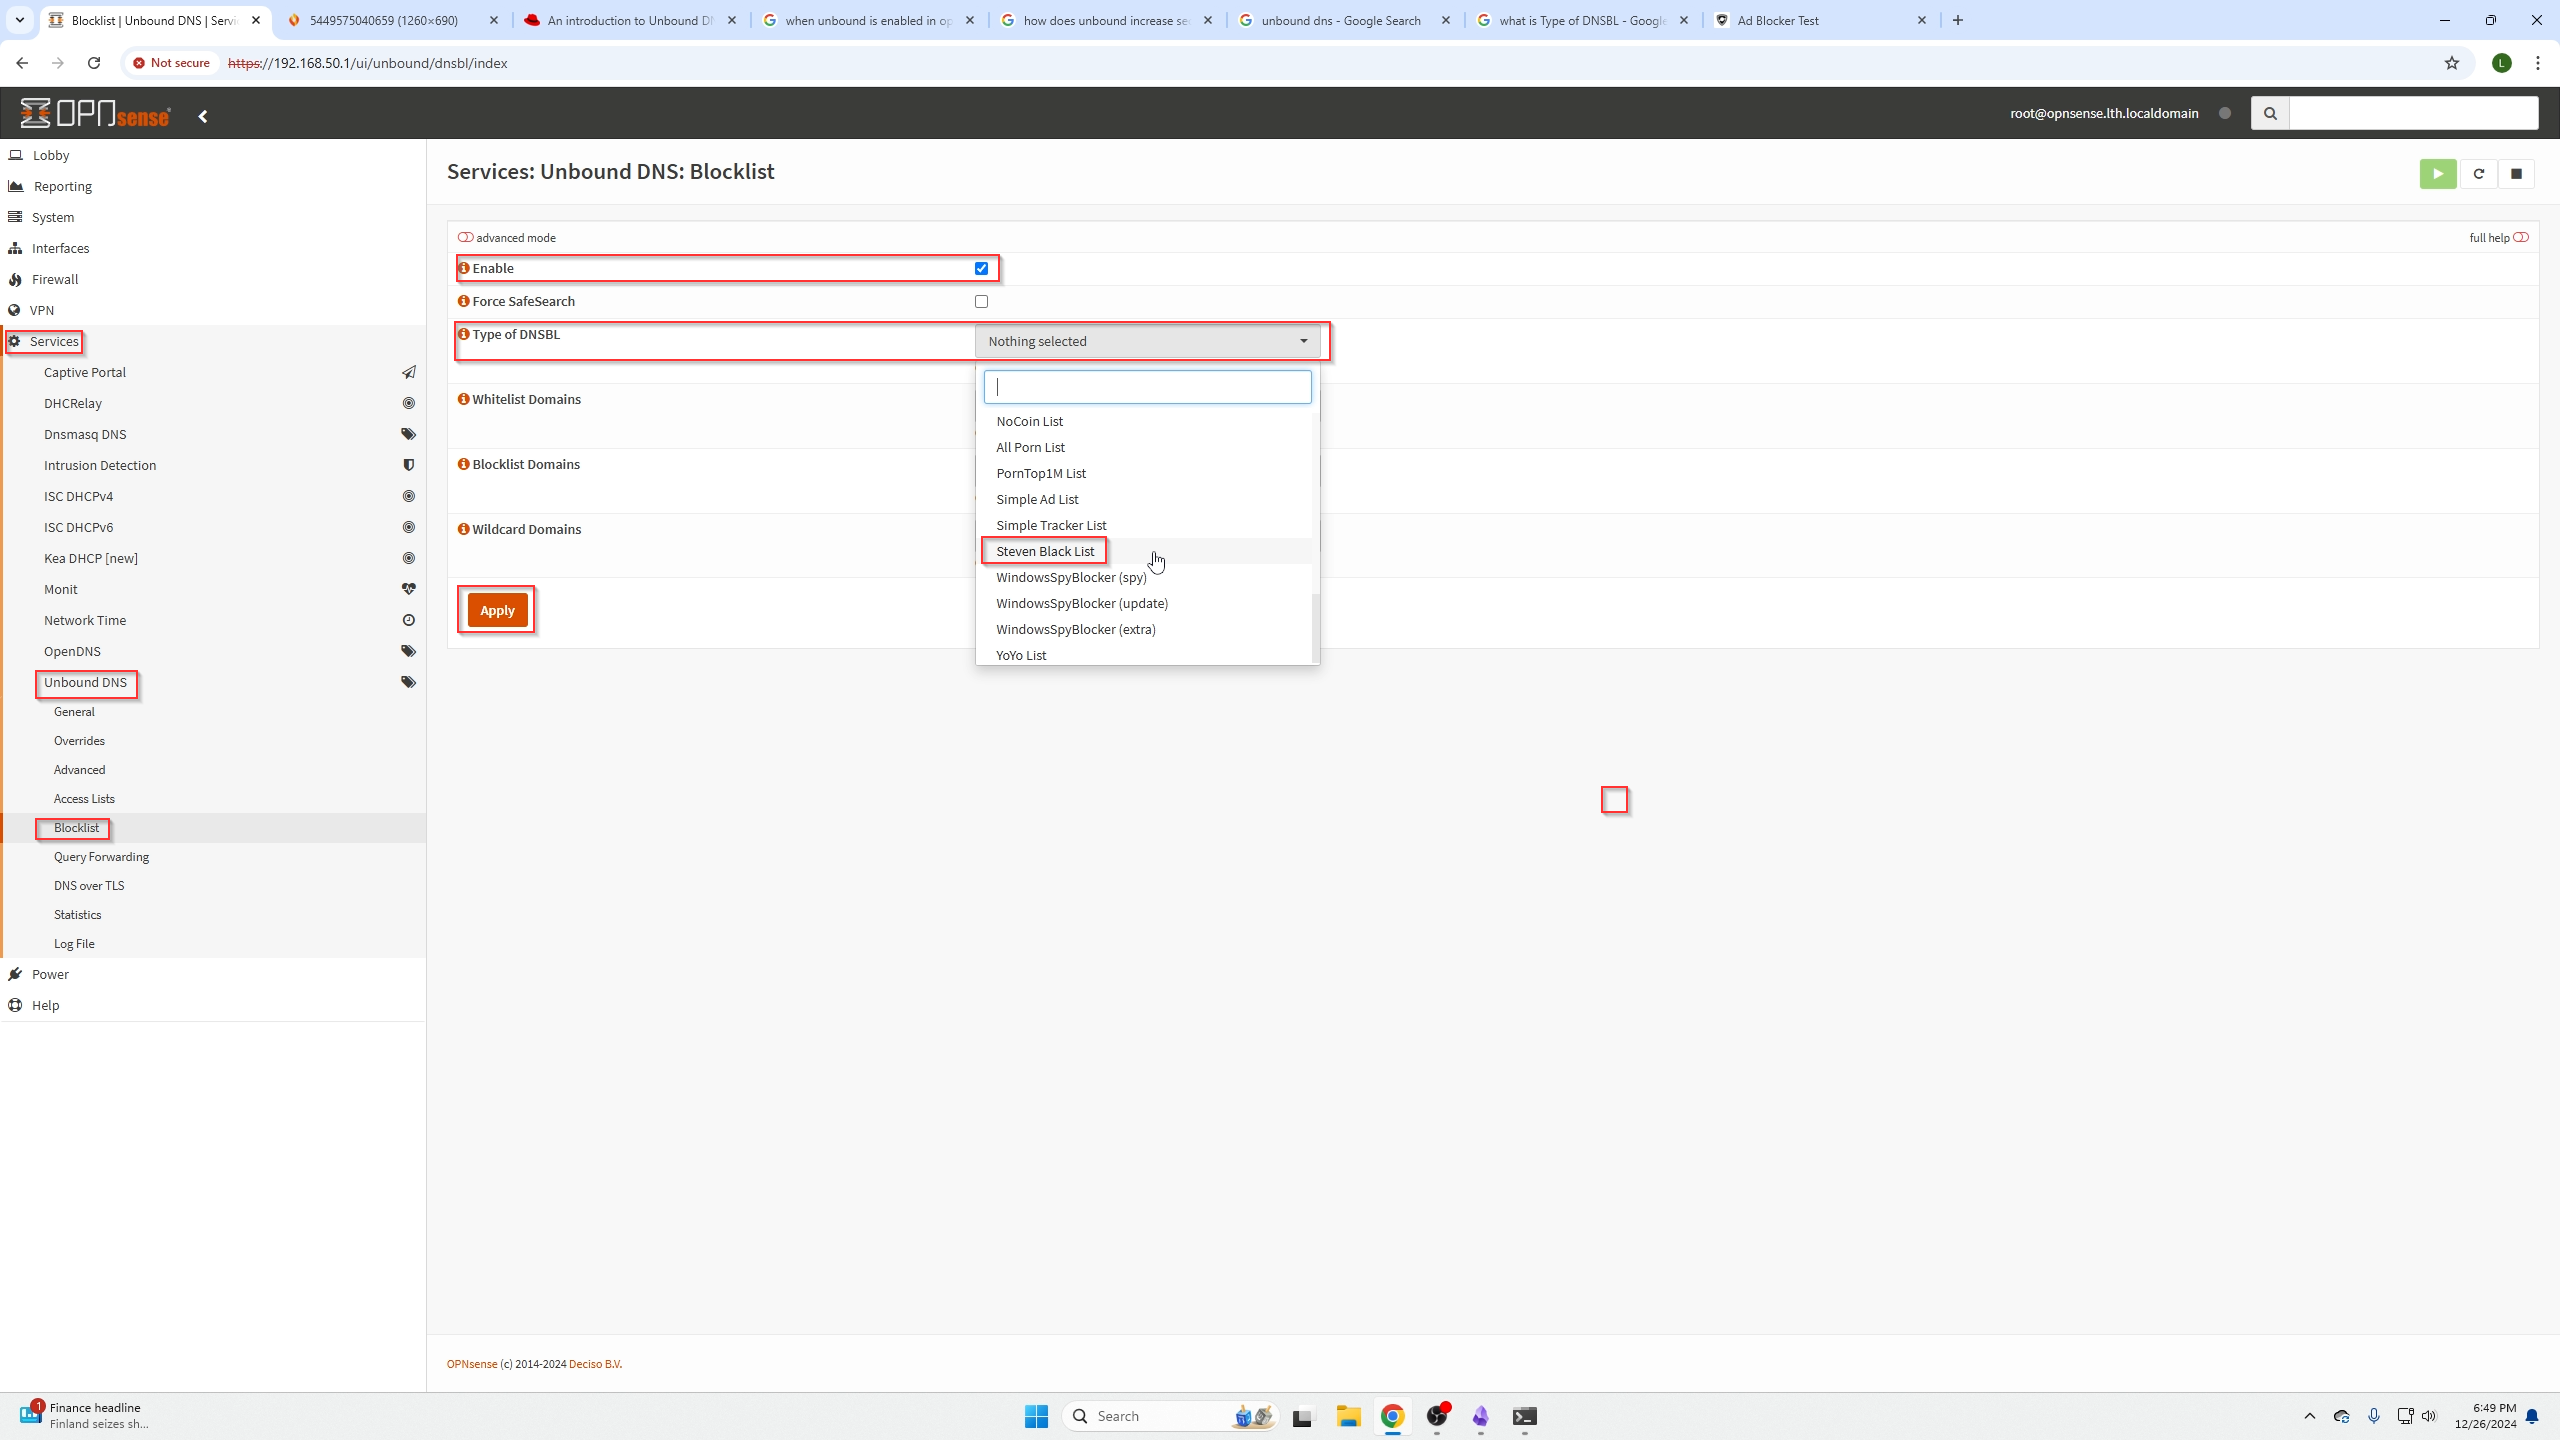 Blocklist | Unbound DNS | Servi
5449575040659 (1260×690)
An introduction to Unbound D
when unbound is enabled in op
how does unbound increase se
unbound dns - Google Search
what is Type of DNSBL - Google
Ad Blocker Test
Not secure
https://192.168.50.1/ui/unbound/dnsbl/index
L
OPNsense
root@opnsense.lth.localdomain
Lobby
Reporting
System
Interfaces
Firewall
VPN
Services
Captive Portal
DHCRelay
Dnsmasq DNS
Intrusion Detection
ISC DHCPv4
ISC DHCPv6
Kea DHCP [new]
Monit
Network Time
OpenDNS
Unbound DNS
General
Overrides
Advanced
Access Lists
Blocklist
Query Forwarding
DNS over TLS
Statistics
Log File
Power
Help
Services: Unbound DNS: Blocklist
advanced mode
full help
Enable
Force SafeSearch
Type of DNSBL
Nothing selected
Whitelist Domains
Blocklist Domains
Wildcard Domains
NoCoin List
All Porn List
PornTop1M List
Simple Ad List
Simple Tracker List
Steven Black List
WindowsSpyBlocker (spy)
WindowsSpyBlocker (update)
WindowsSpyBlocker (extra)
YoYo List
Apply
OPNsense (c) 2014-2024 Deciso B.V.
1
Finance headline
Finland seizes sh...
Search
6:49 PM
12/26/2024